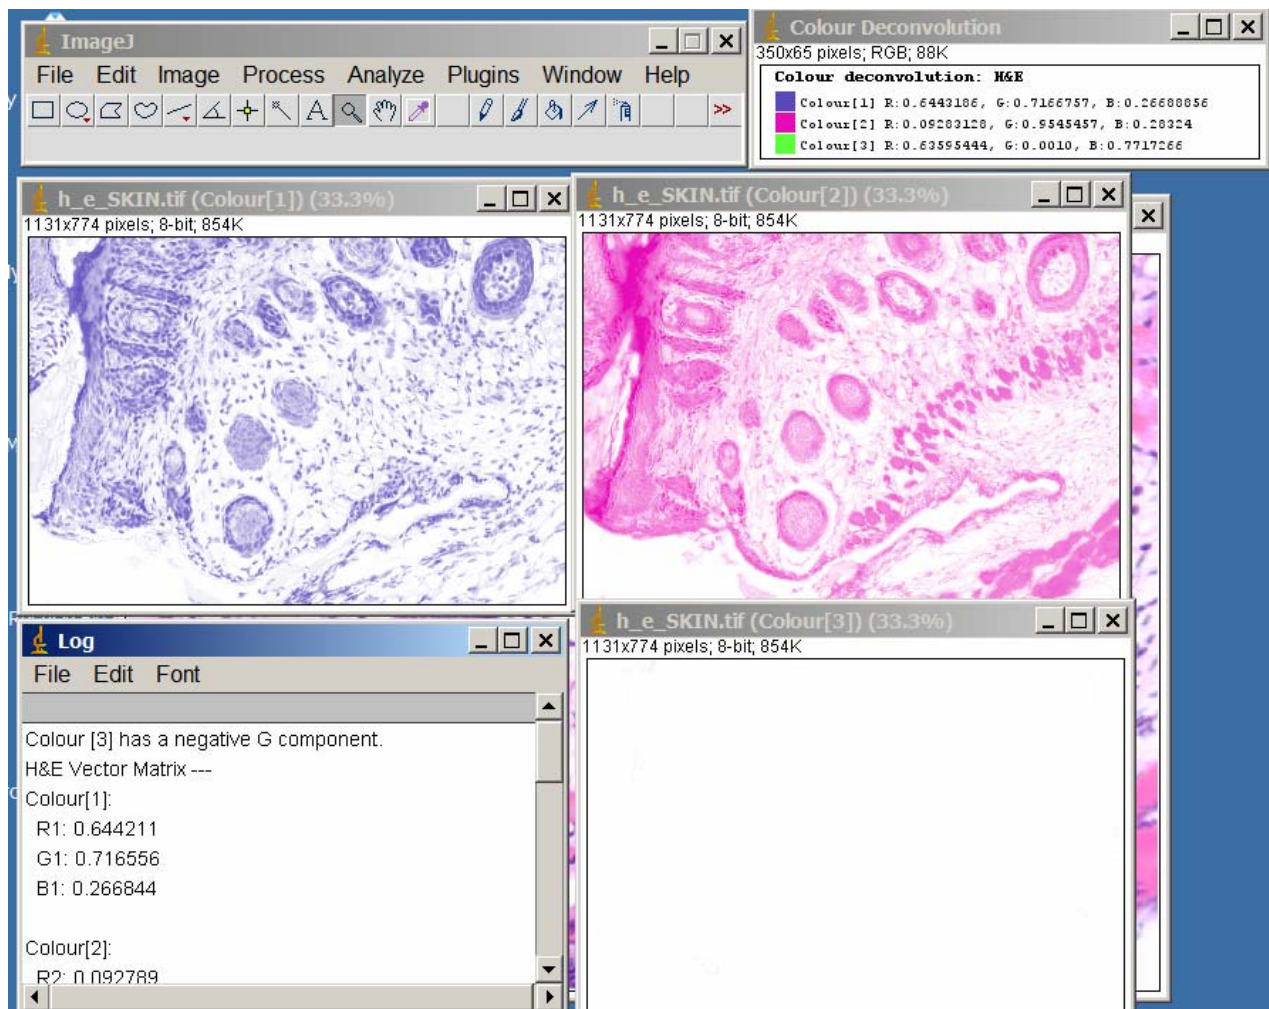 ImageJ
File Edit Image Process Analyze Plugins Window Help
A
>>
Colour Deconvolution
350x65 pixels; RGB; 88K
Colour deconvolution: H&E
Colour[1] R:0.6443186, G:0.7166757, B:0.26688856
Colour[2] R:0.09283128, G:0.9545457, B:0.28324
Colour[3] R:0.63595444, G:0.0010, B:0.7717266
h_e_SKIN.tif (Colour[1]) (33.3%)
1131x774 pixels; 8-bit; 854K
h_e_SKIN.tif (Colour[2]) (33.3%)
1131x774 pixels; 8-bit; 854K
Log
File Edit Font
Colour [3] has a negative G component.
H&E Vector Matrix ---
Colour[1]:
R1: 0.644211
G1: 0.716556
B1: 0.266844
Colour[2]:
R2: 0.092789
h_e_SKIN.tif (Colour[3]) (33.3%)
1131x774 pixels; 8-bit; 854K